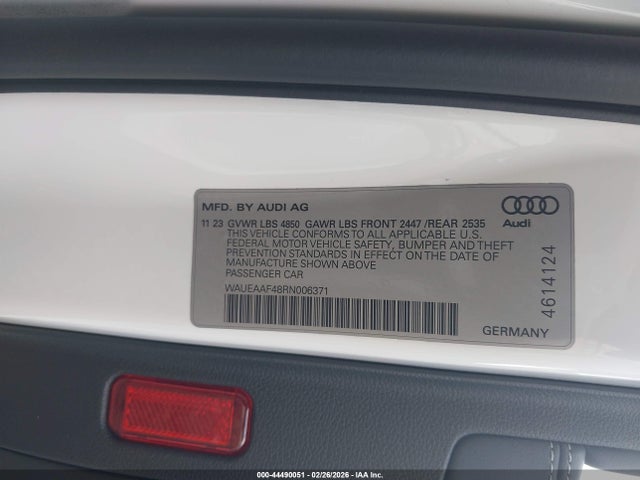 MFD. BY AUDI AG
11 23 GVWR LBS 4850 GAWR LBS FRONT 2447 /REAR 2535
THIS VEHICLE CONFORMS TO ALL APPLICABLE U.S.
FEDERAL MOTOR VEHICLE SAFETY, BUMPER AND THEFT
PREVENTION STANDARDS IN EFFECT ON THE DATE OF
MANUFACTURE SHOWN ABOVE
PASSENGER CAR
WAUEAAF48RN006371
Audi
4614124
GERMANY
000-44490051 - 02/26/2026 - IAA Inc.